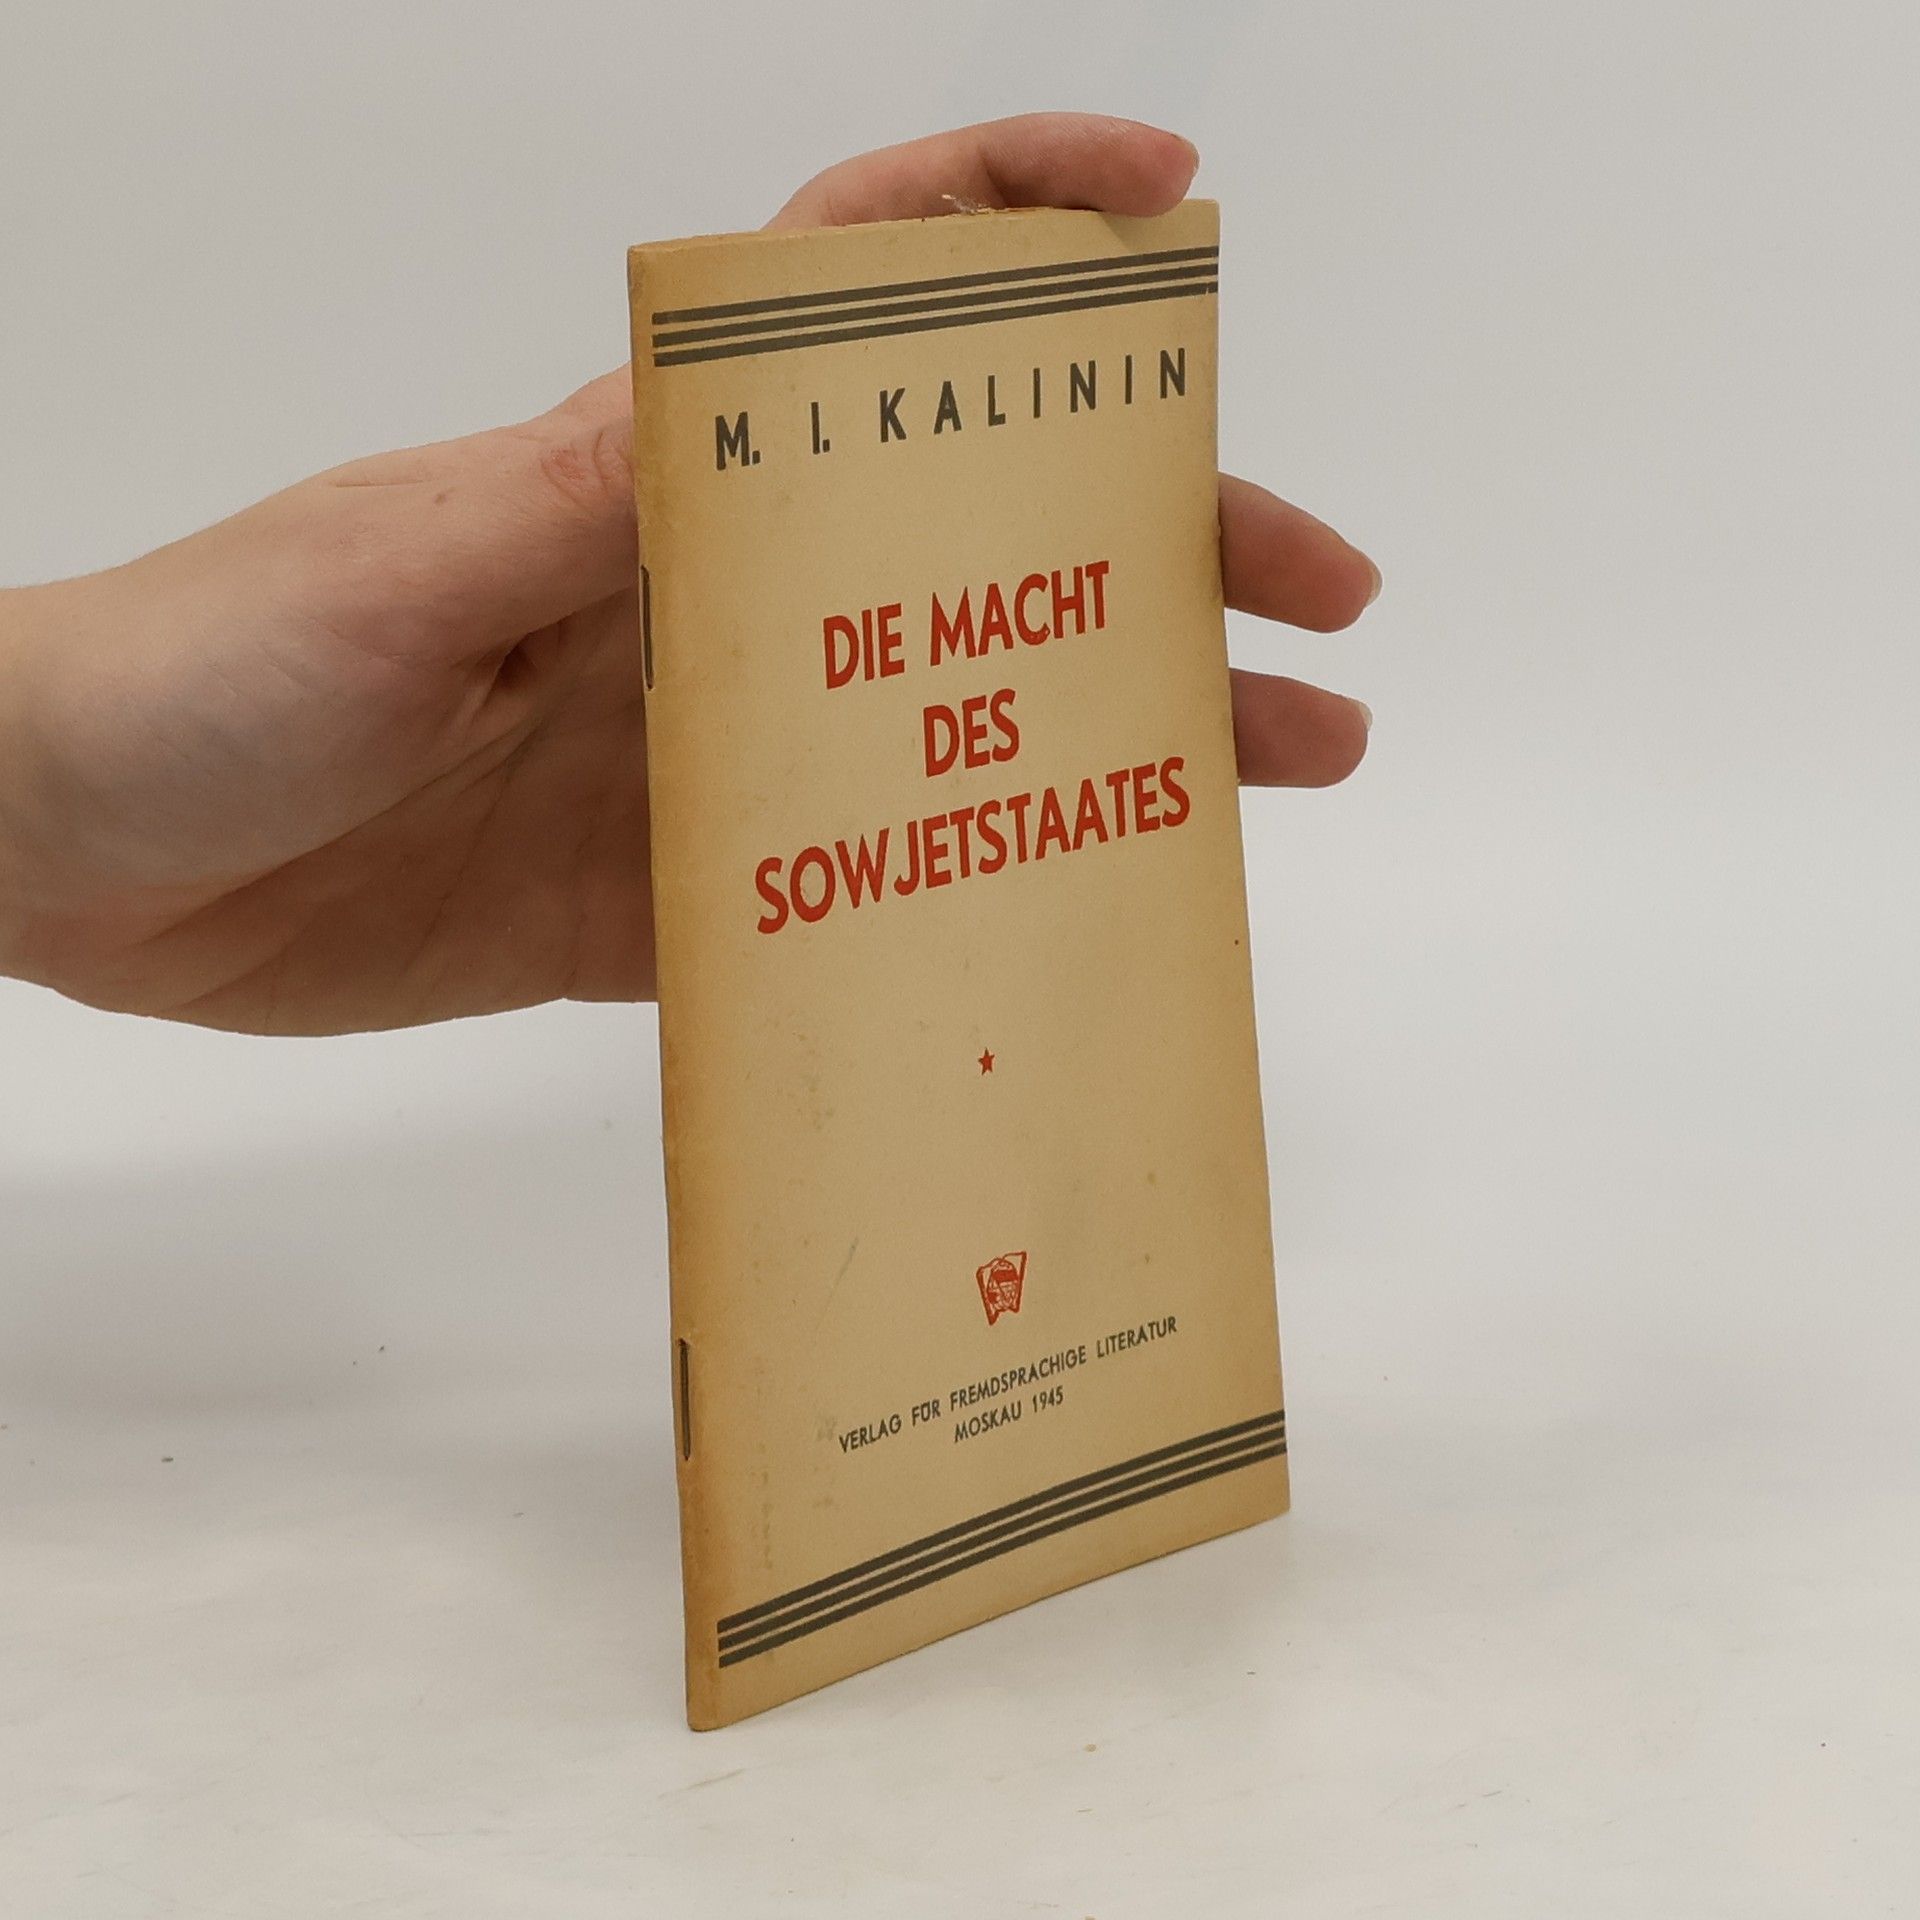 M. I. KALININ
DIE MACHT
DES
SOWJETSTAATES
VERLAG FÜR FREMDSPRACHIGE LITERATUR
MOSKAU 1945